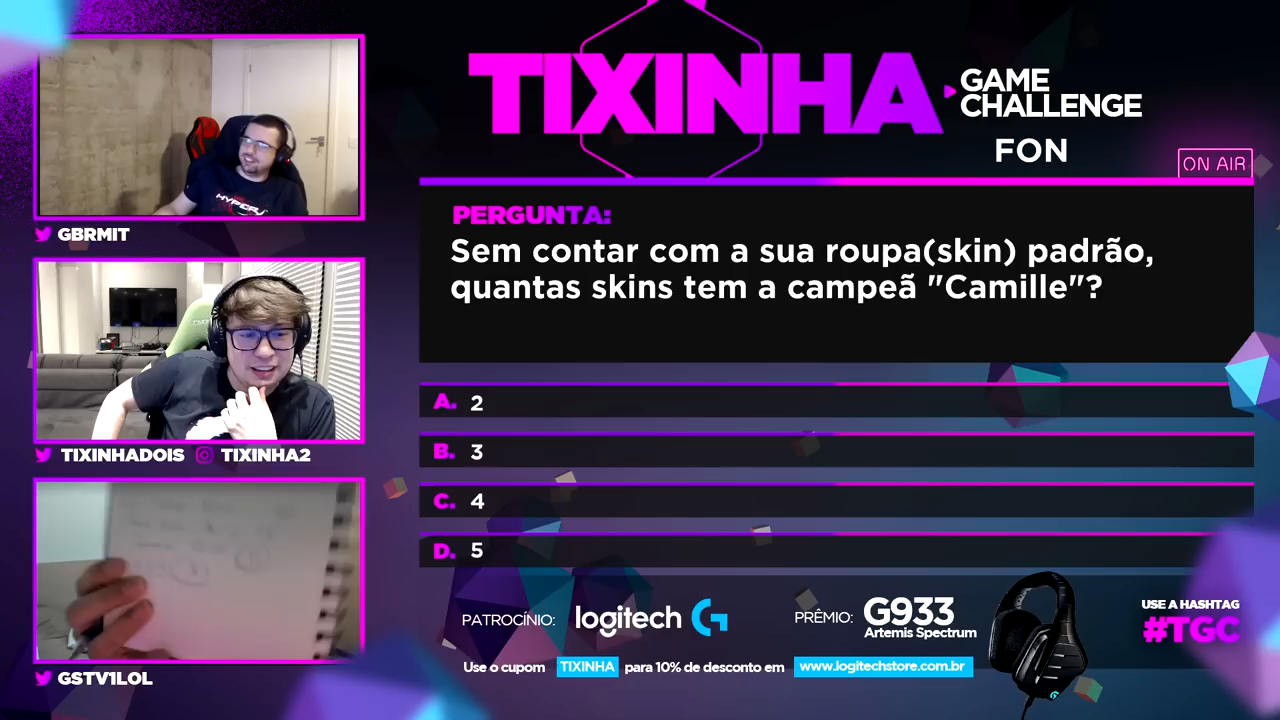 TIXINHA
GAME
CHALLENGE
FON
ON AIR
PERGUNTA:
Sem contar com a sua roupa(skin) padrão,
quantas skins tem a campeã "Camille"?
A. 2
B. 3
C. 4
D. 5
GBRMIT
TIXINHADOIS TIXINHA2
GSTV1LOL
PATROCÍNIO: logitech G
PRÊMIO: G933
Artemis Spectrum
USE A HASHTAG
#TGC
Use o cupom TIXINHA para 10% de desconto em www.logitechstore.com.br